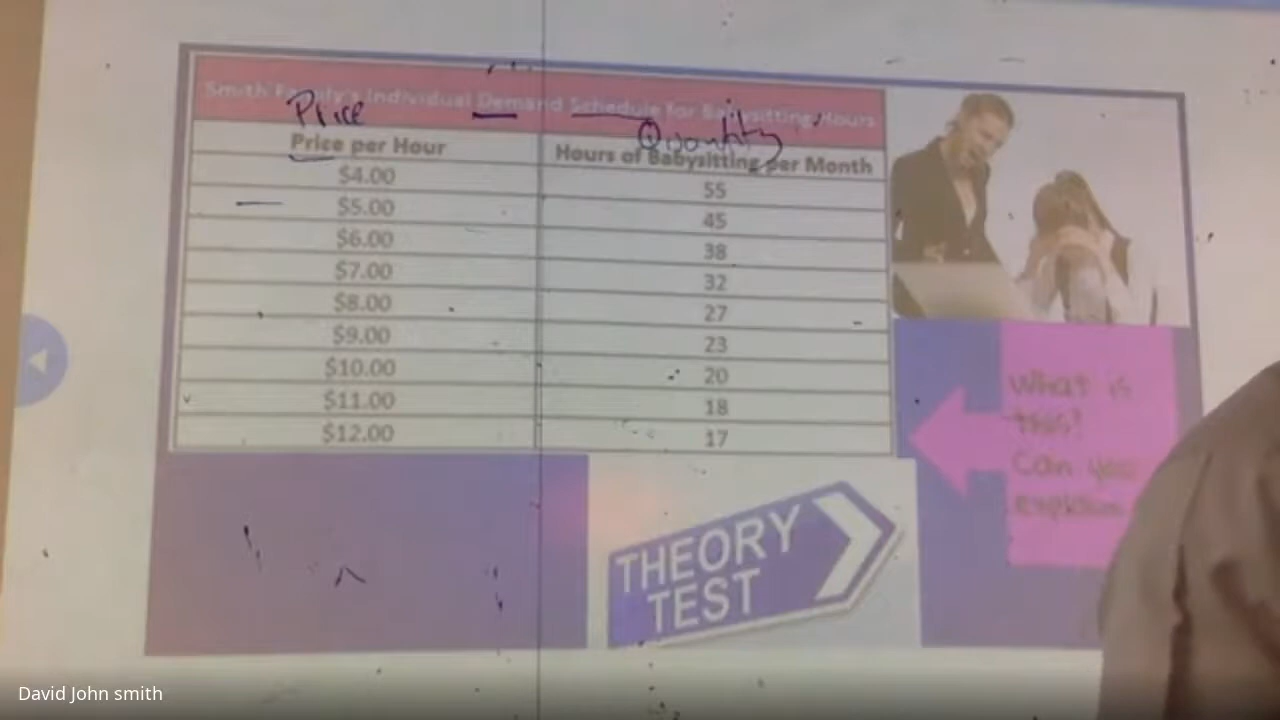 Smith Family's Individual Demand Schedule for Babysitting Hours
Price
Quantity
Price per Hour
Hours of Babysitting per Month
$4.00 55
$5.00 45
$6.00 38
$7.00 32
$8.00 27
$9.00 23
$10.00 20
$11.00 18
$12.00 17
What is
this?
Can you
explain
THEORY
TEST
David John smith